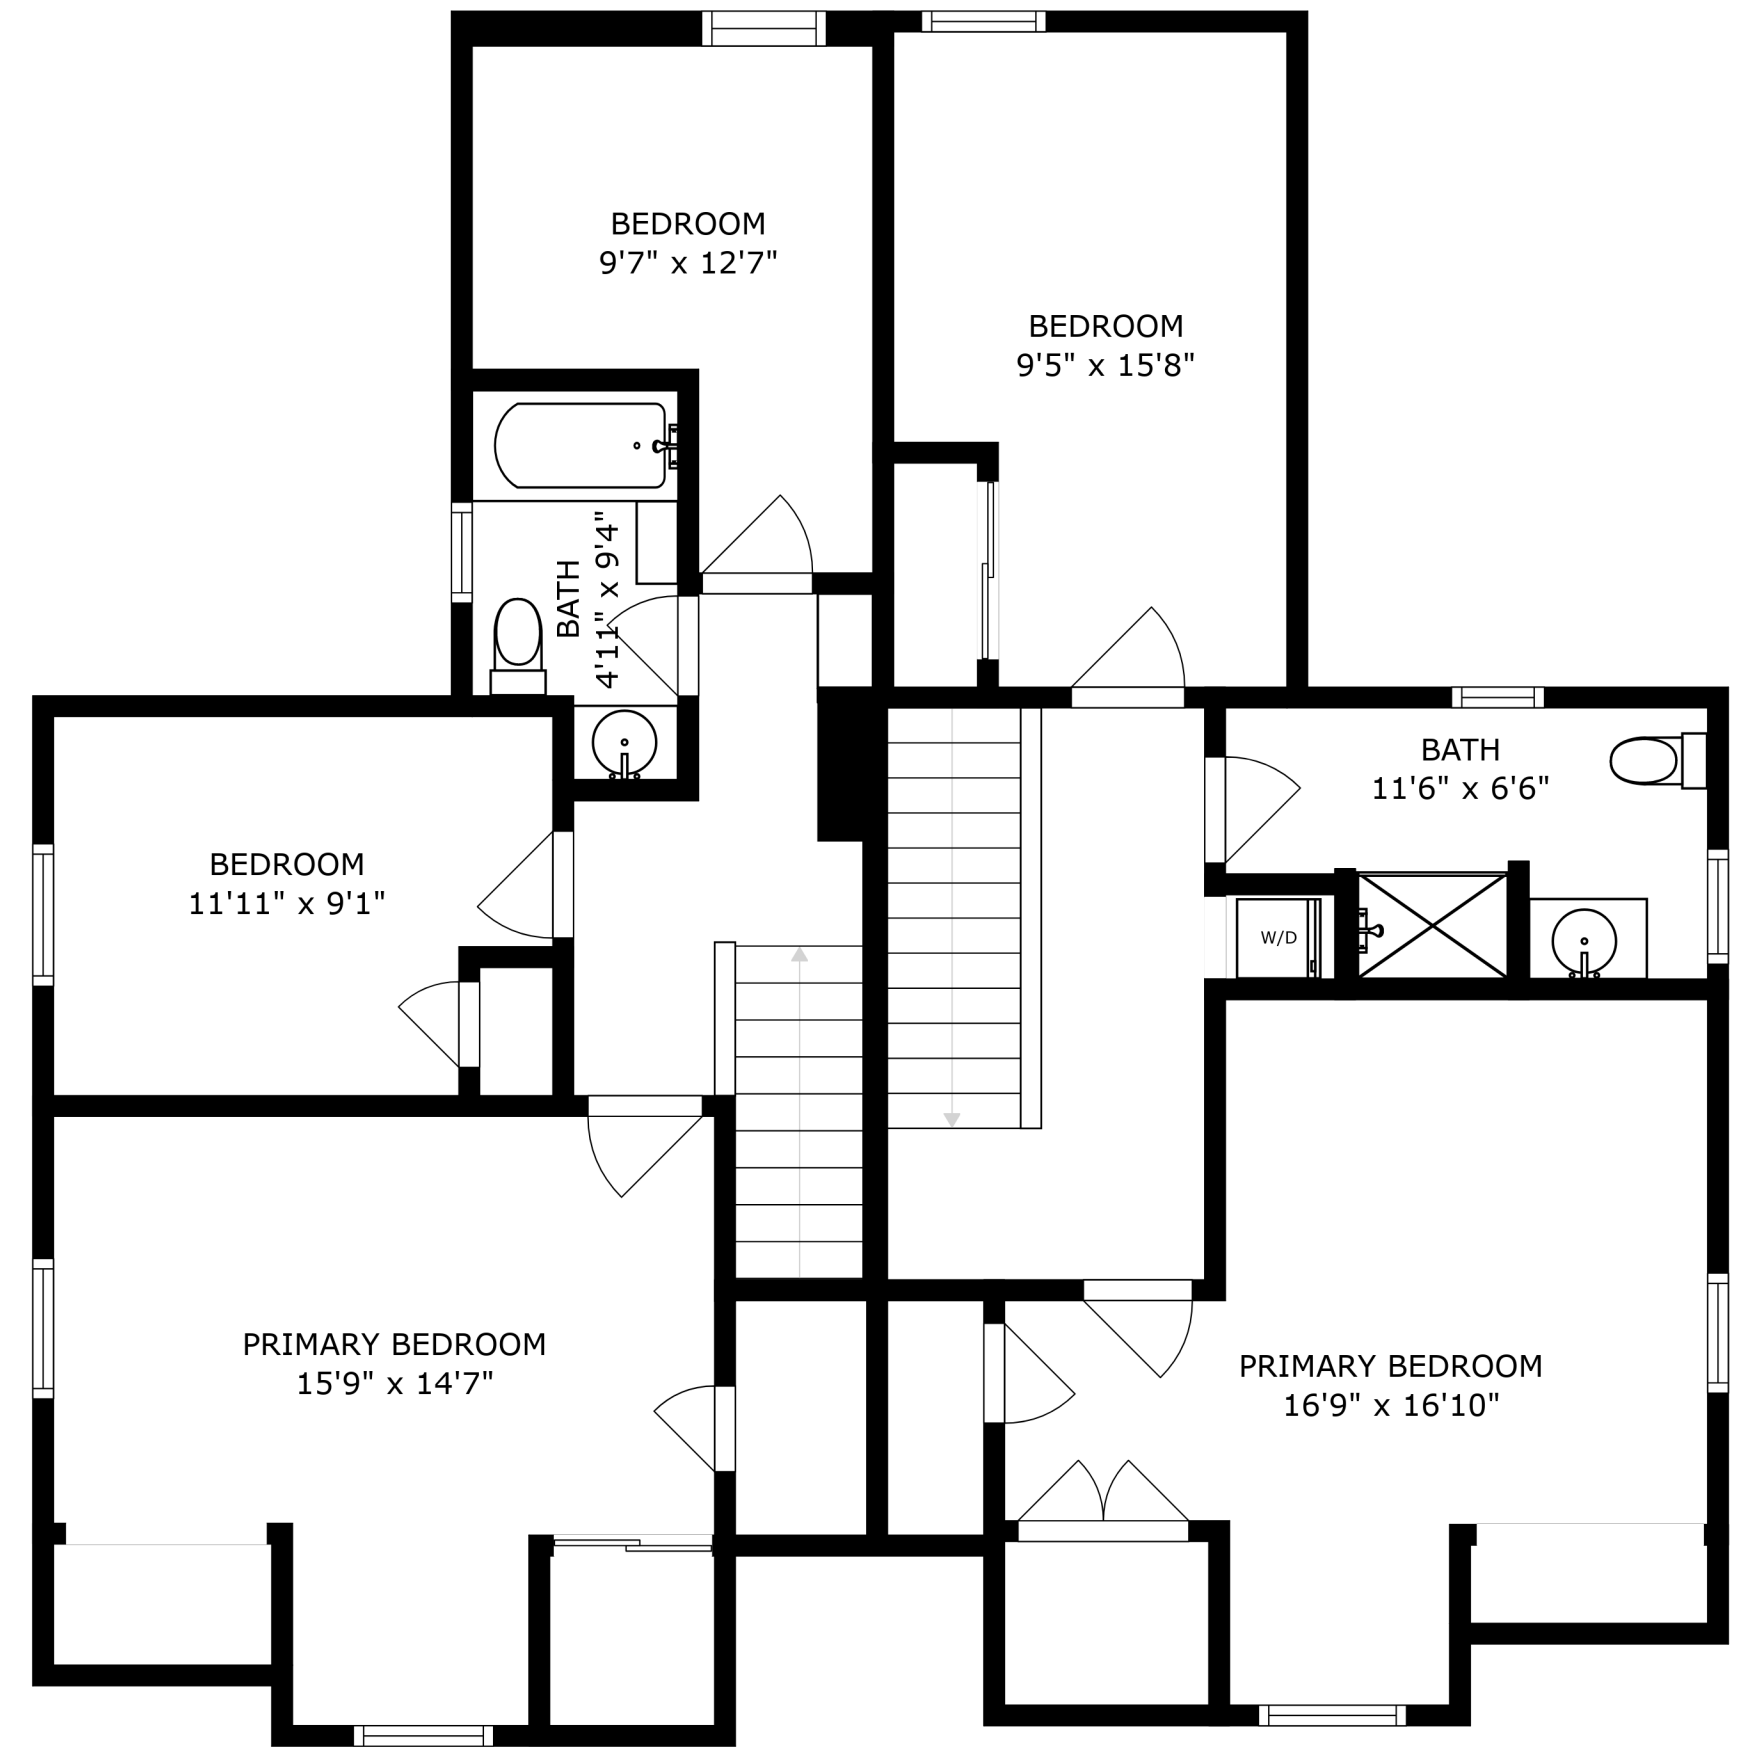 BEDROOM
9'7" x 12'7"
BEDROOM
9'5" x 15'8"
BATH
4'11" x 9'4"
BATH
11'6" x 6'6"
BEDROOM
11'11" x 9'1"
W/D
PRIMARY BEDROOM
15'9" x 14'7"
PRIMARY BEDROOM
16'9" x 16'10"